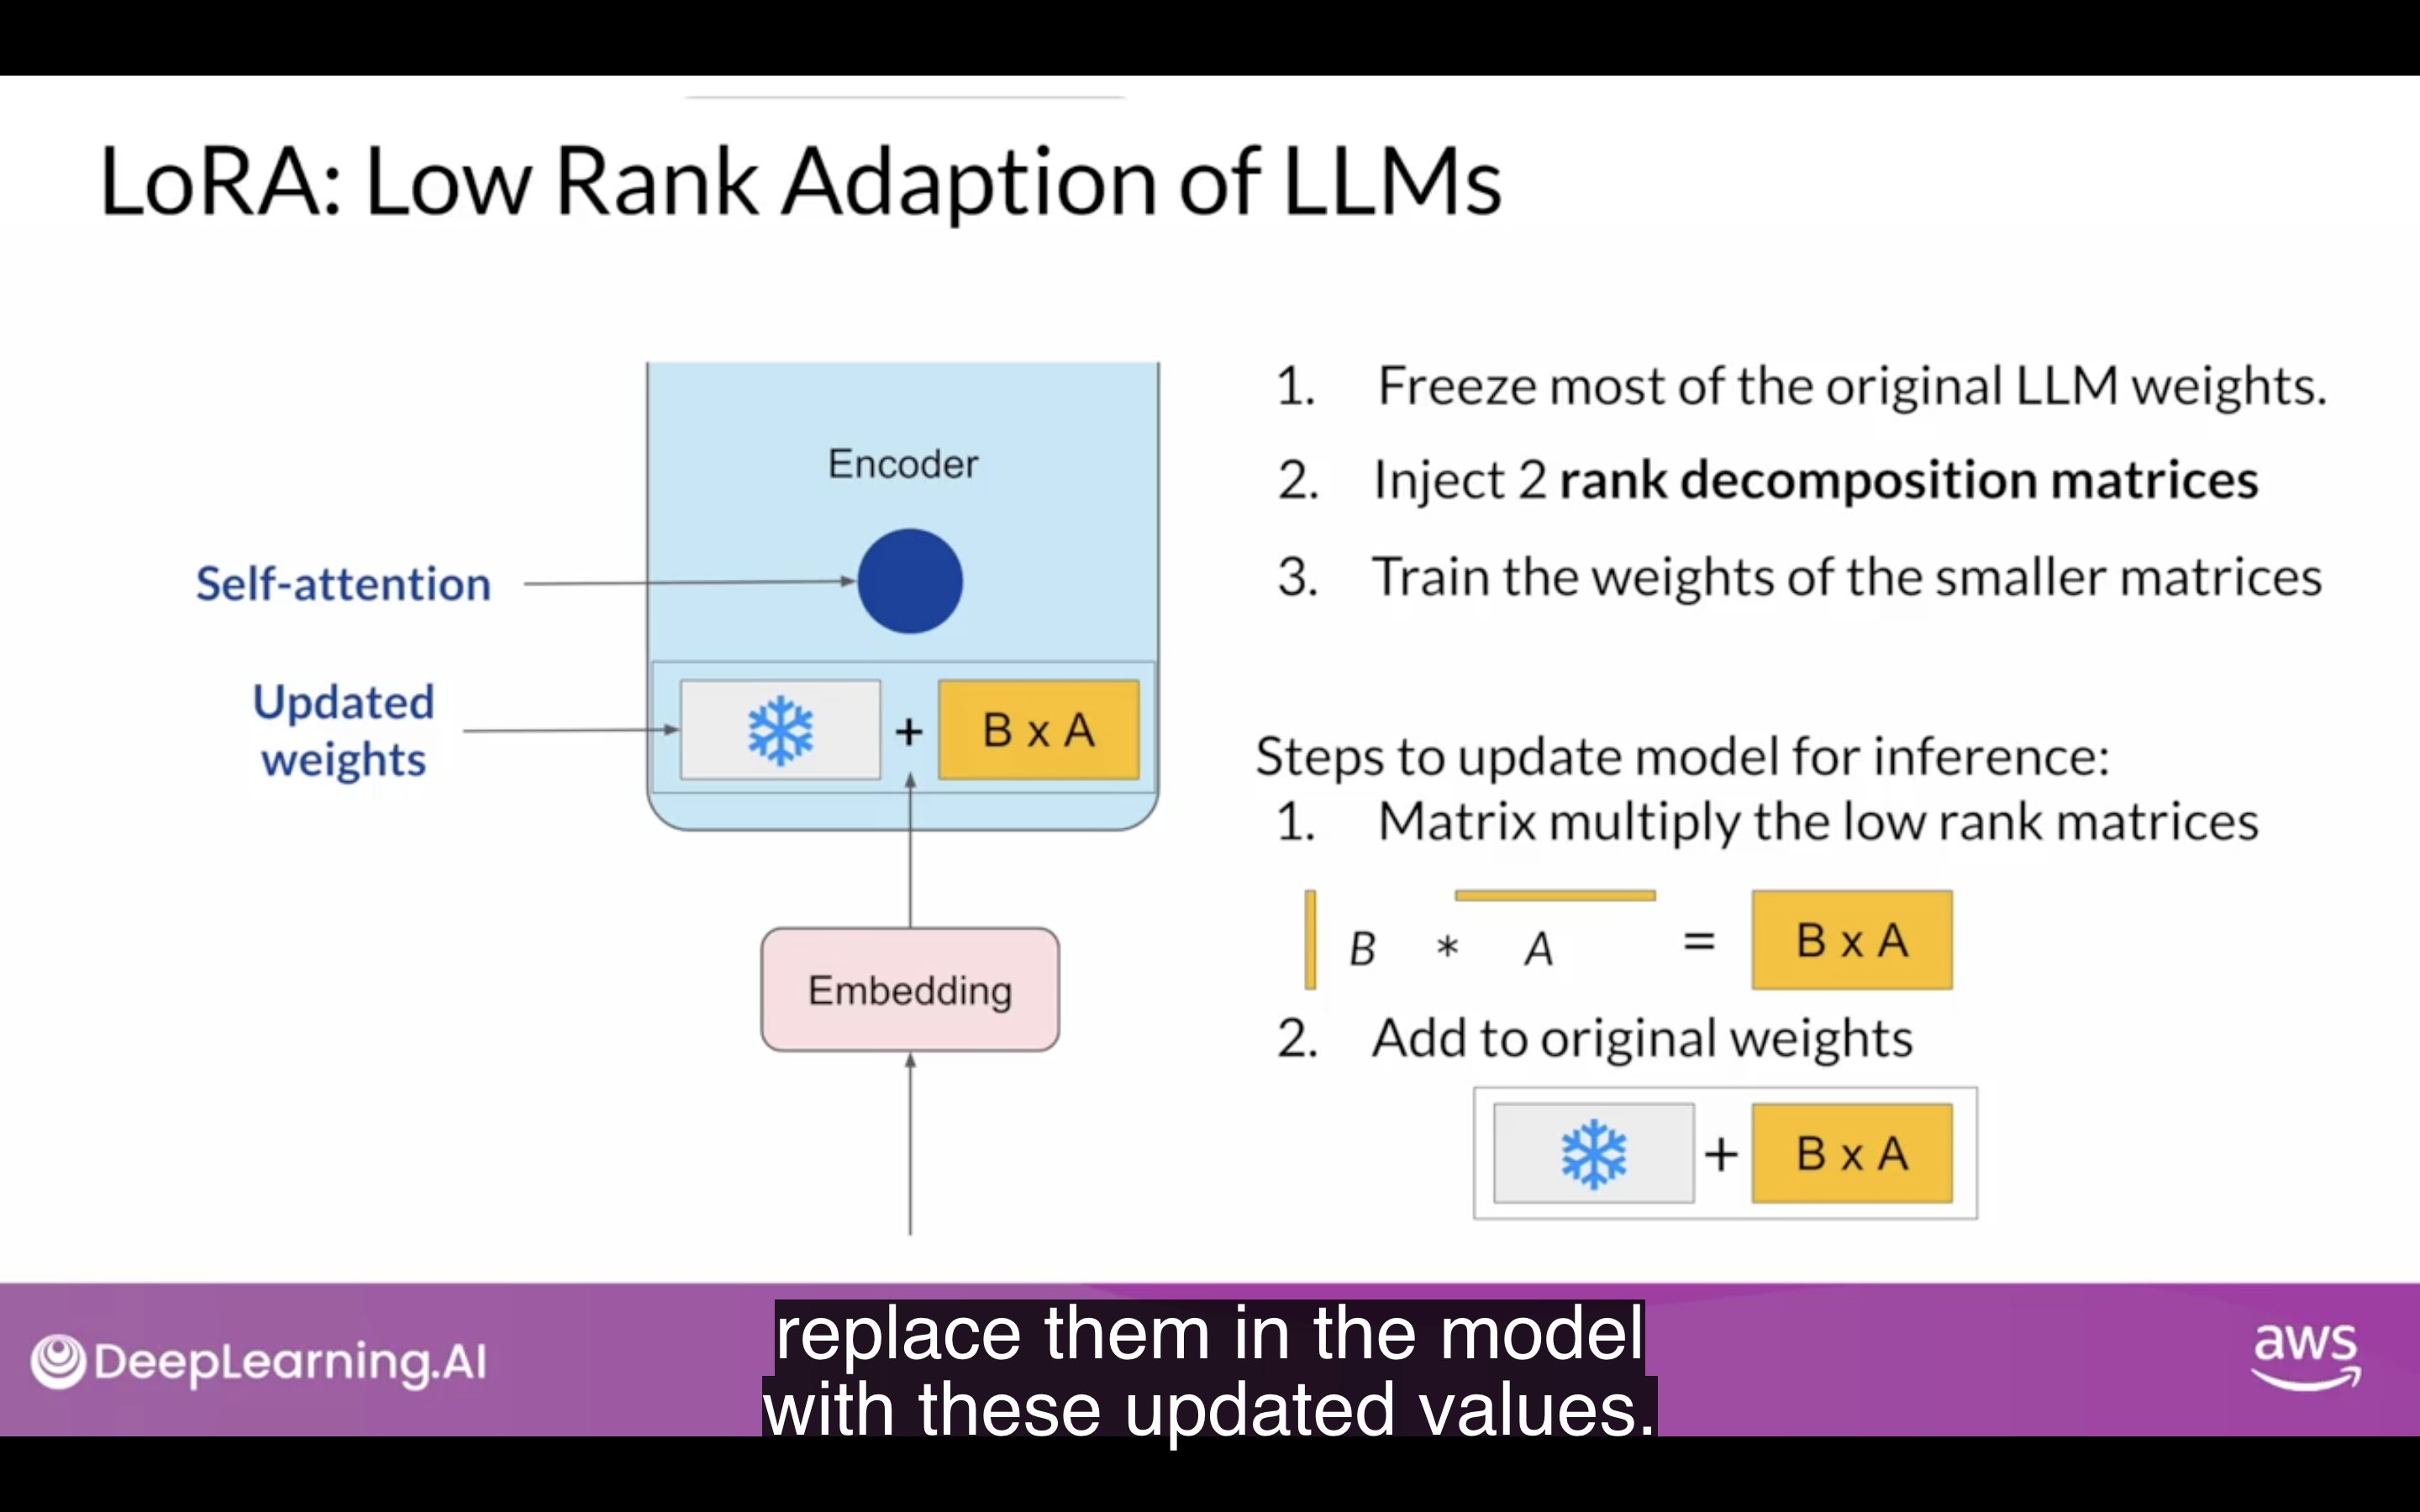 LoRA: Low Rank Adaption of LLMs
Encoder
Self-attention
Updated
weights
+
B x A
Embedding
1. Freeze most of the original LLM weights.
2. Inject 2 rank decomposition matrices
3. Train the weights of the smaller matrices
Steps to update model for inference:
1. Matrix multiply the low rank matrices
B * A = B x A
2. Add to original weights
+ B x A
DeepLearning.AI
replace them in the model
with these updated values.
aws